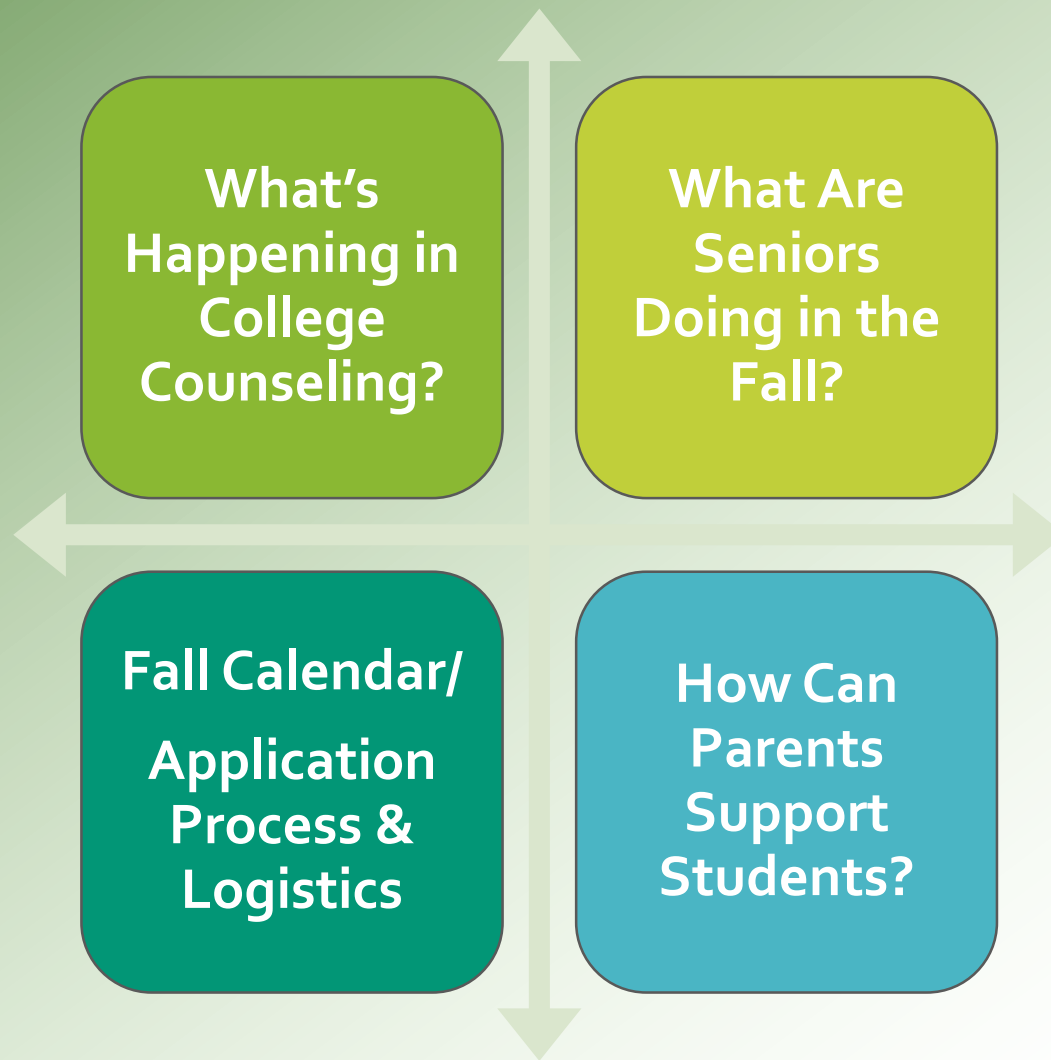 What’s
Happening in
College
Counseling?
What Are
Seniors
Doing in the
Fall?
Fall Calendar/
Application
Process &
Logistics
How Can
Parents
Support
Students?